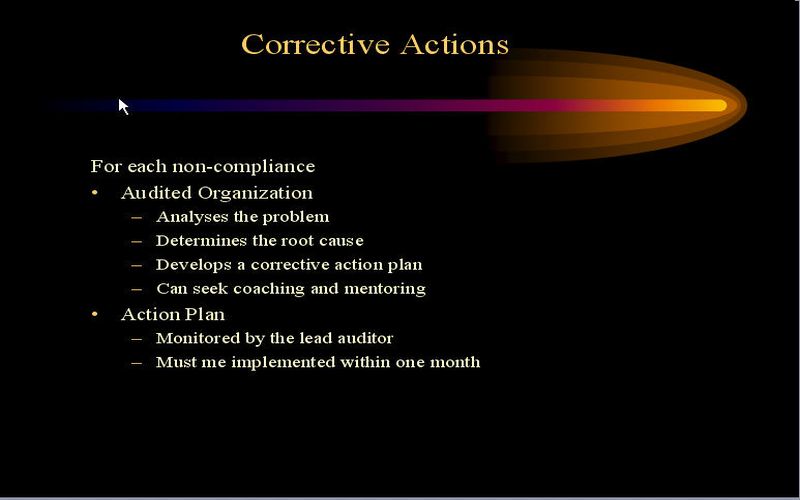 Corrective Actions
For each non-compliance
• Audited Organization
– Analyses the problem
– Determines the root cause
– Develops a corrective action plan
– Can seek coaching and mentoring
• Action Plan
– Monitored by the lead auditor
– Must me implemented within one month